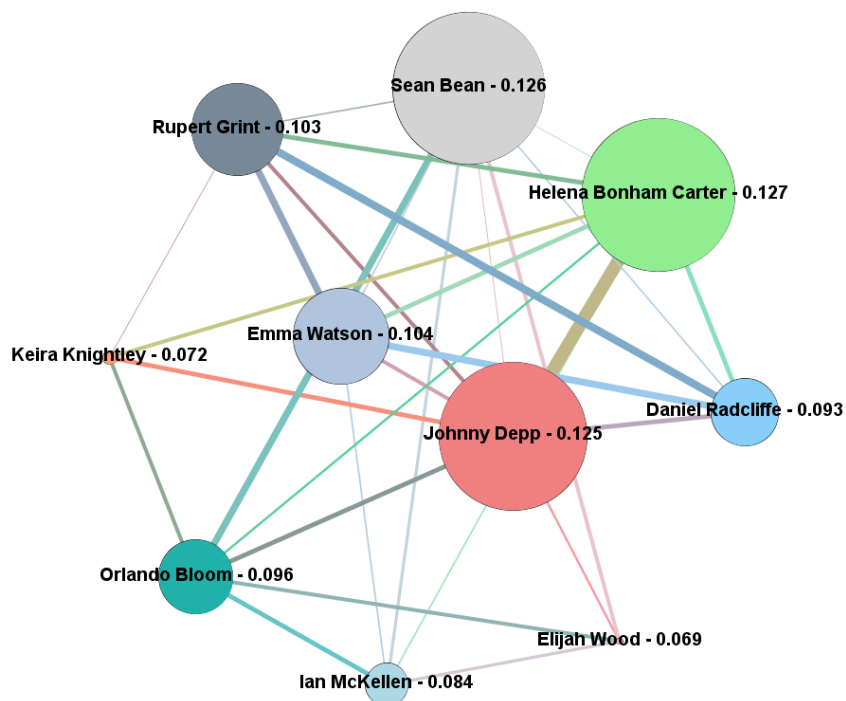 Sean Bean - 0.126
Rupert Grint - 0.103
Helena Bonham Carter - 0.127
Emma Watson - 0.104
Keira Knightley - 0.072
Daniel Radcliffe - 0.093
Johnny Depp - 0.125
Orlando Bloom - 0.096
Elijah Wood - 0.069
Ian McKellen - 0.084